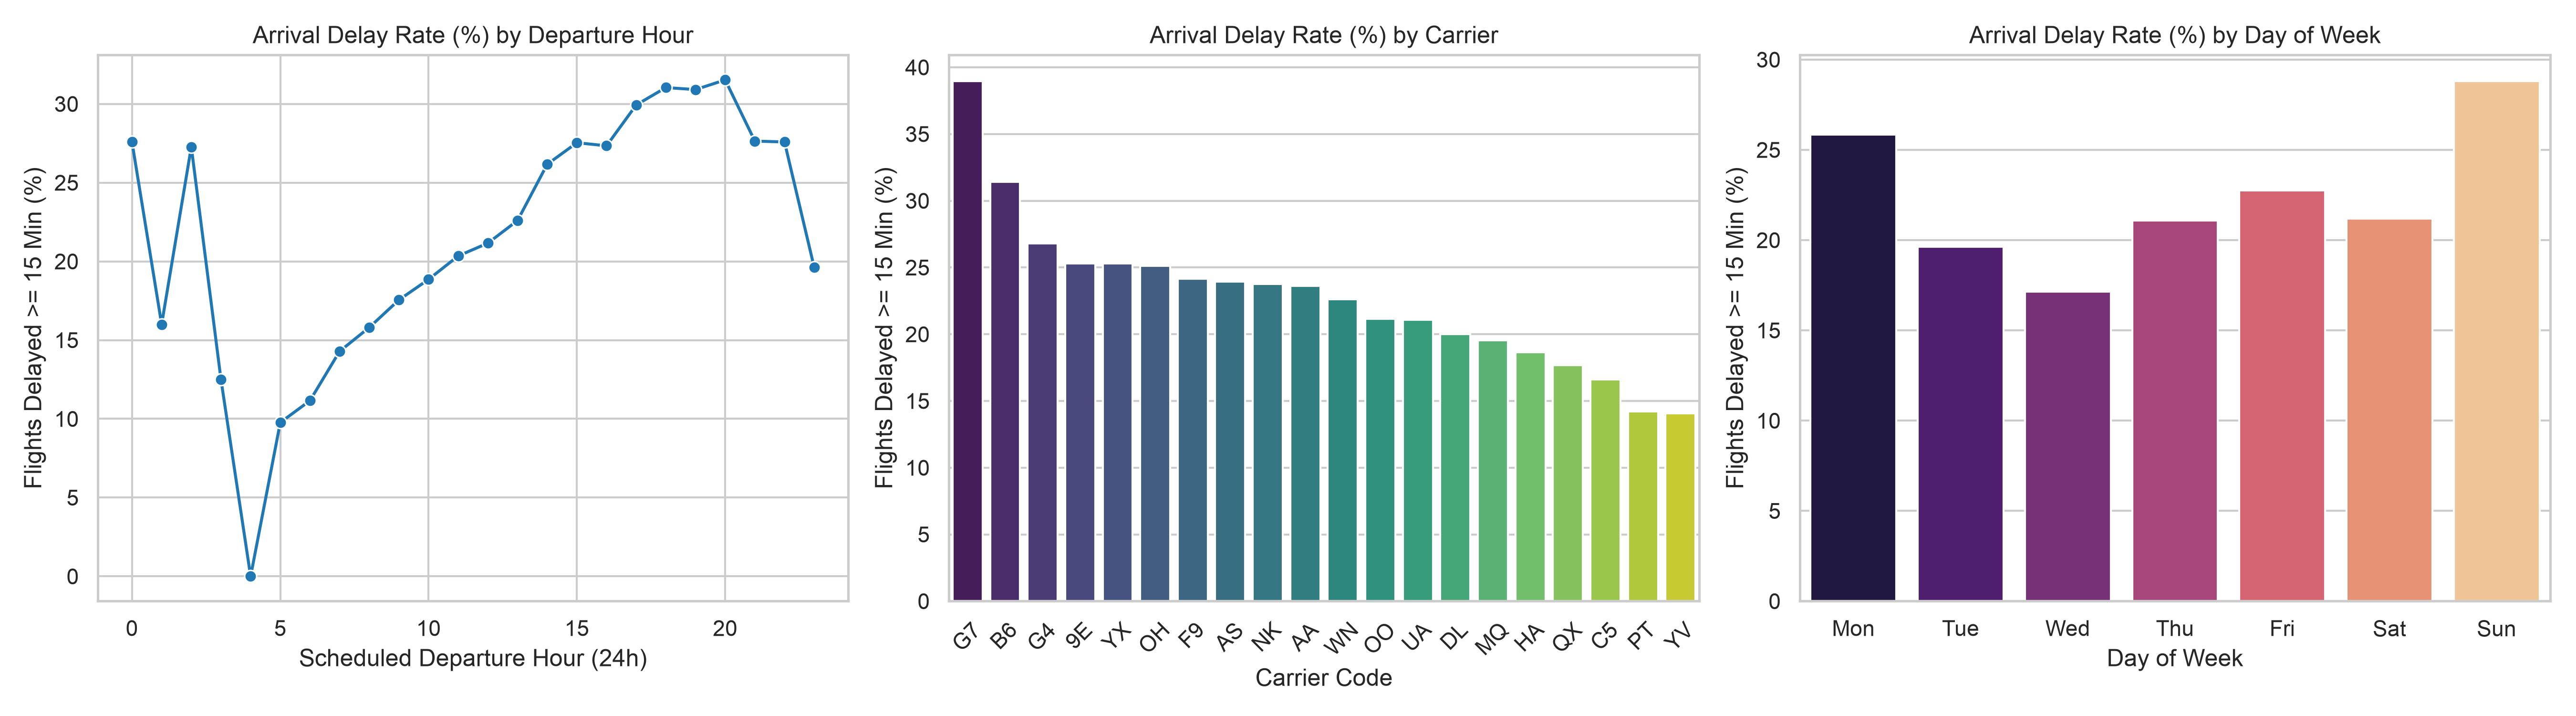 Arrival Delay Rate (%) by Departure Hour
Flights Delayed >= 15 Min (%)
30
25
20
15
10
5
0
0 5 10 15 20
Scheduled Departure Hour (24h)
Arrival Delay Rate (%) by Carrier
Flights Delayed >= 15 Min (%)
40
35
30
25
20
15
10
5
0
G7 B6 G4 9E YX OH F9 AS NK AA WN OO UA DL MQ HA QX C5 PT YV
Carrier Code
Arrival Delay Rate (%) by Day of Week
Flights Delayed >= 15 Min (%)
30
25
20
15
10
5
0
Mon Tue Wed Thu Fri Sat Sun
Day of Week